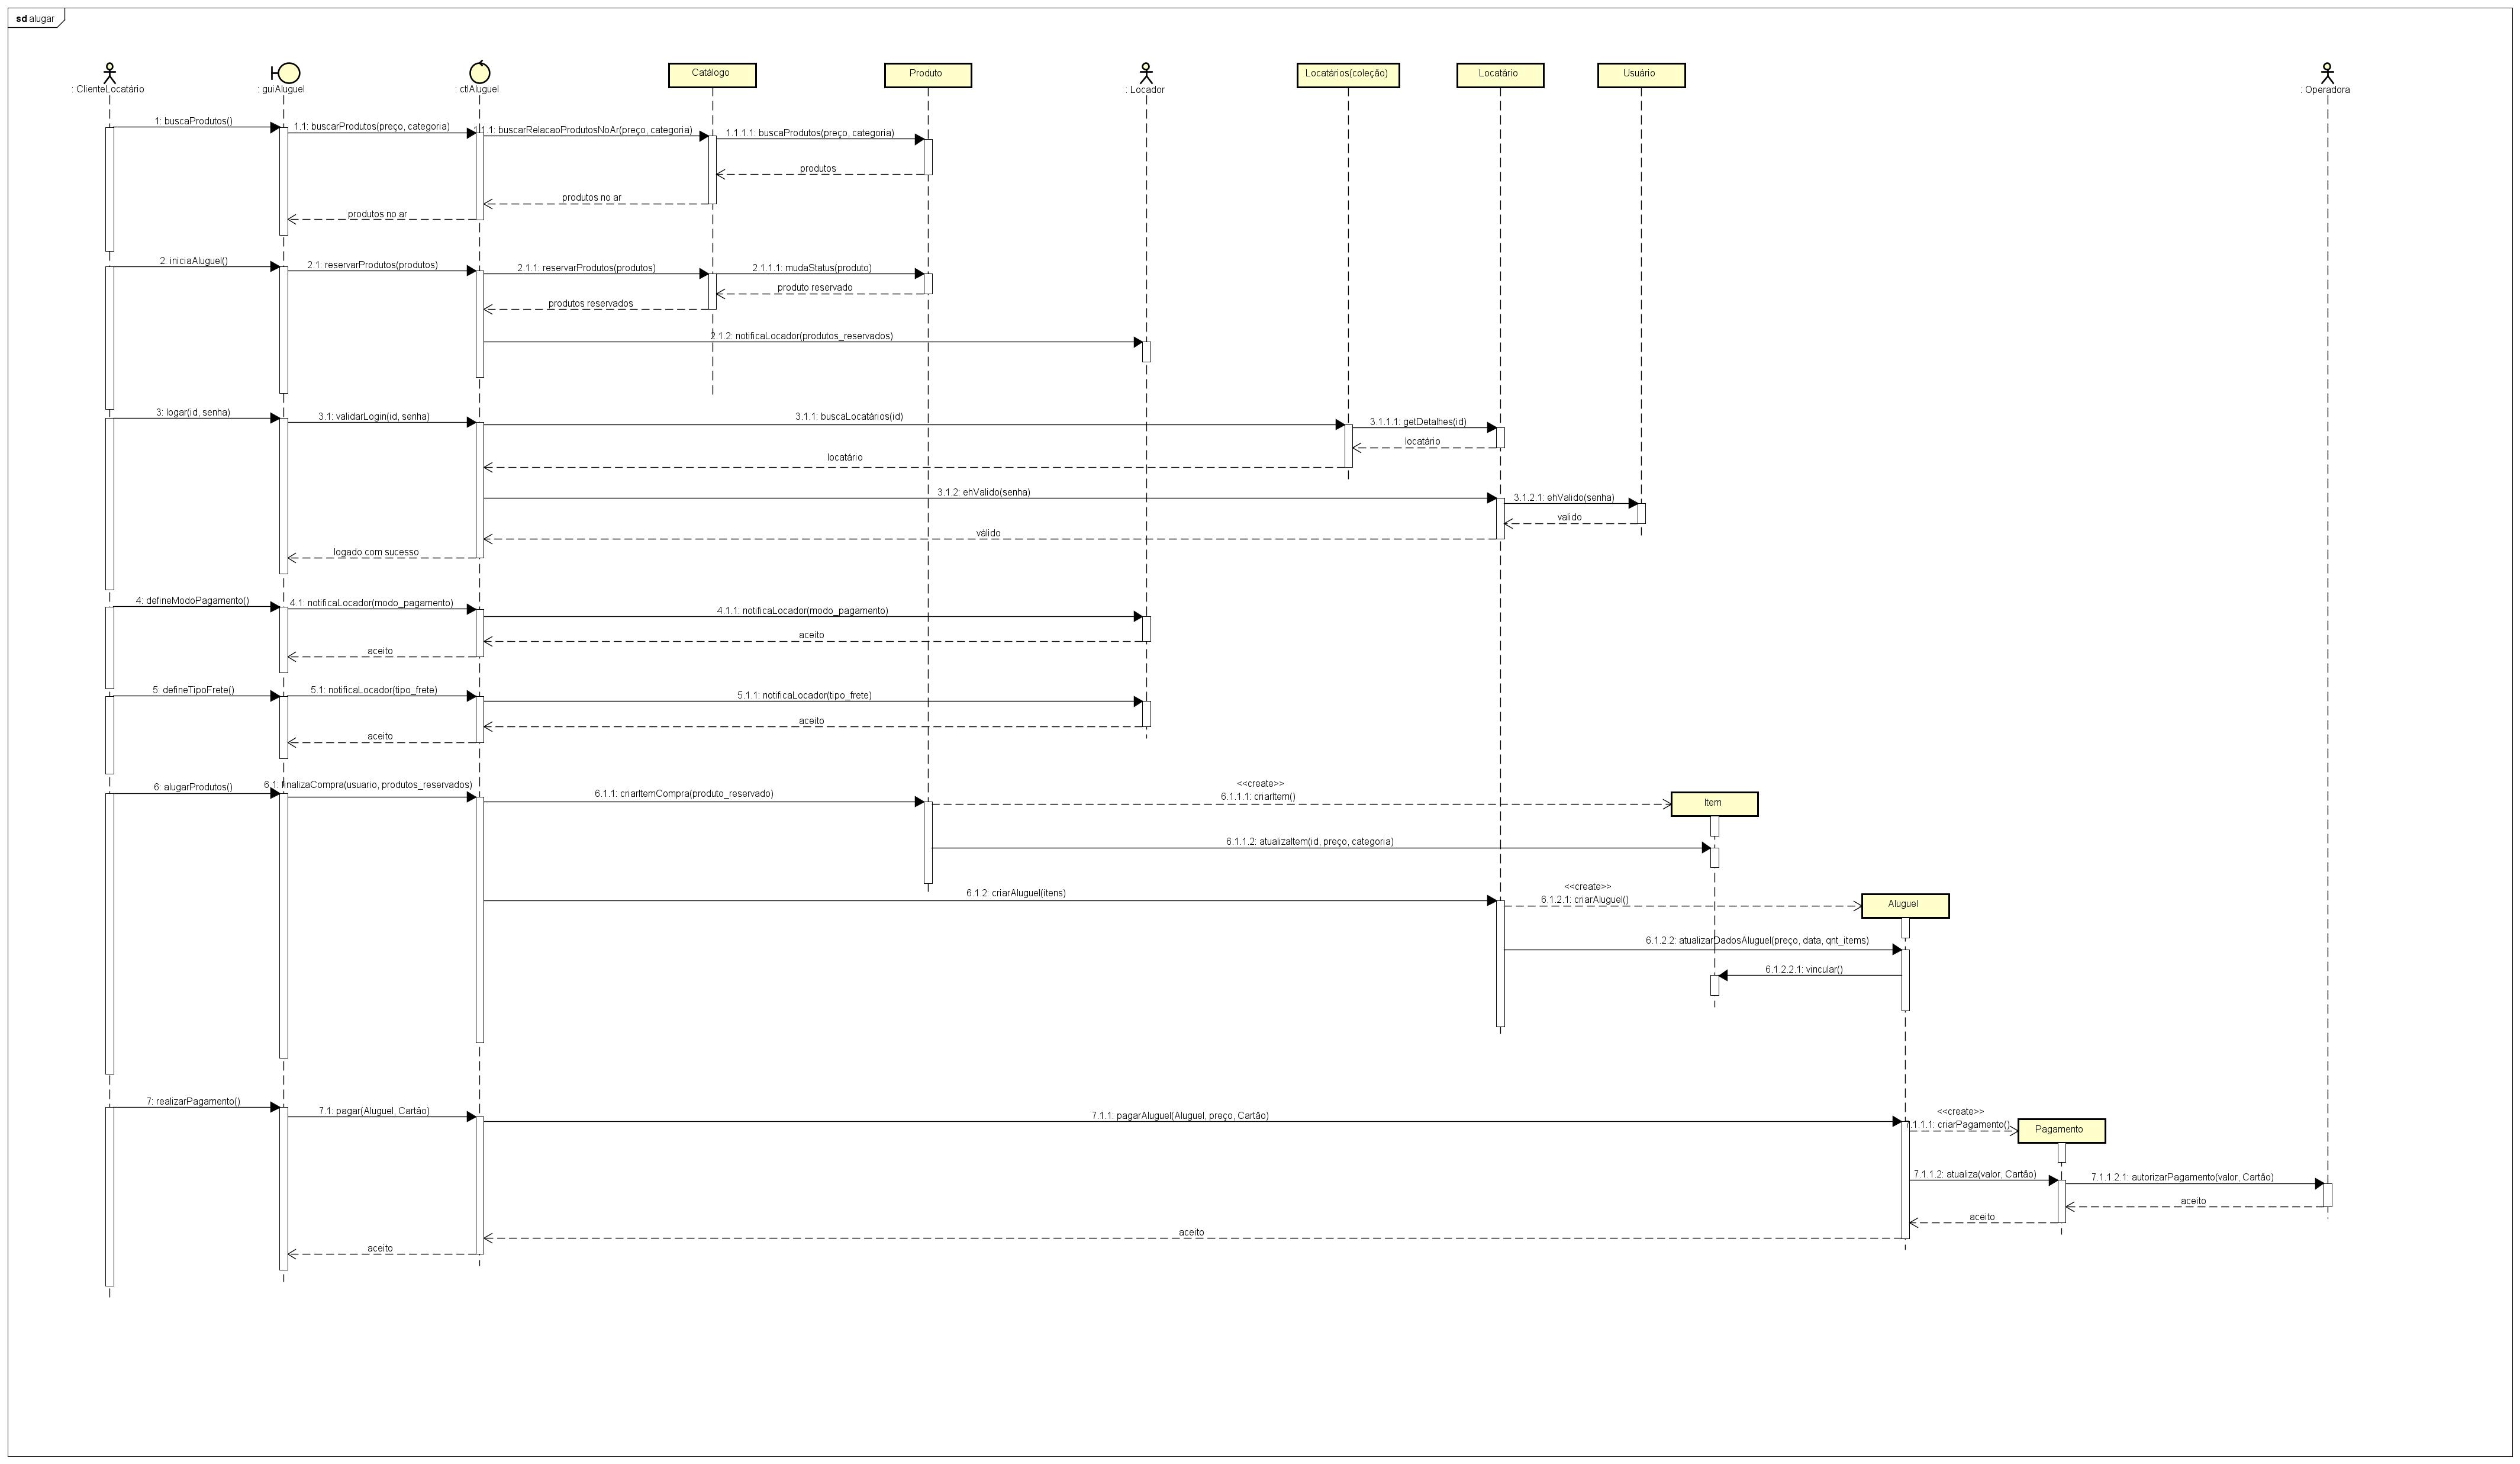 sd alugar
: ClienteLocatário
: guiAluguel
: ctlAluguel
Catálogo
Produto
: Locador
Locatários(coleção)
Locatário
Usuário
: Operadora
1: buscaProdutos()
1.1: buscarProdutos(preço, categoria)
1.1.1: buscarRelacaoProdutosNoAr(preço, categoria)
1.1.1.1: buscaProdutos(preço, categoria)
produtos
produtos no ar
produtos no ar
2: iniciaAluguel()
2.1: reservarProdutos(produtos)
2.1.1: reservarProdutos(produtos)
2.1.1.1: mudaStatus(produto)
produto reservado
produtos reservados
2.1.2: notificaLocador(produtos_reservados)
3: logar(id, senha)
3.1: validarLogin(id, senha)
3.1.1: buscaLocatários(id)
3.1.1.1: getDetalhes(id)
locatário
locatário
3.1.2: ehValido(senha)
3.1.2.1: ehValido(senha)
valido
válido
logado com sucesso
4: defineModoPagamento()
4.1: notificaLocador(modo_pagamento)
4.1.1: notificaLocador(modo_pagamento)
aceito
aceito
5: defineTipoFrete()
5.1: notificaLocador(tipo_frete)
5.1.1: notificaLocador(tipo_frete)
aceito
aceito
6: alugarProdutos()
6.1: finalizaCompra(usuario, produtos_reservados)
6.1.1: criarItemCompra(produto_reservado)
<<create>>
6.1.1.1: criarItem()
Item
6.1.1.2: atualizaItem(id, preço, categoria)
6.1.2: criarAluguel(itens)
<<create>>
6.1.2.1: criarAluguel()
Aluguel
6.1.2.2: atualizarDadosAluguel(preço, data, qnt_items)
6.1.2.2.1: vincular()
7: realizarPagamento()
7.1: pagar(Aluguel, Cartão)
7.1.1: pagarAluguel(Aluguel, preço, Cartão)
<<create>>
7.1.1.1: criarPagamento()
Pagamento
7.1.1.2: atualiza(valor, Cartão)
7.1.1.2.1: autorizarPagamento(valor, Cartão)
aceito
aceito
aceito
aceito